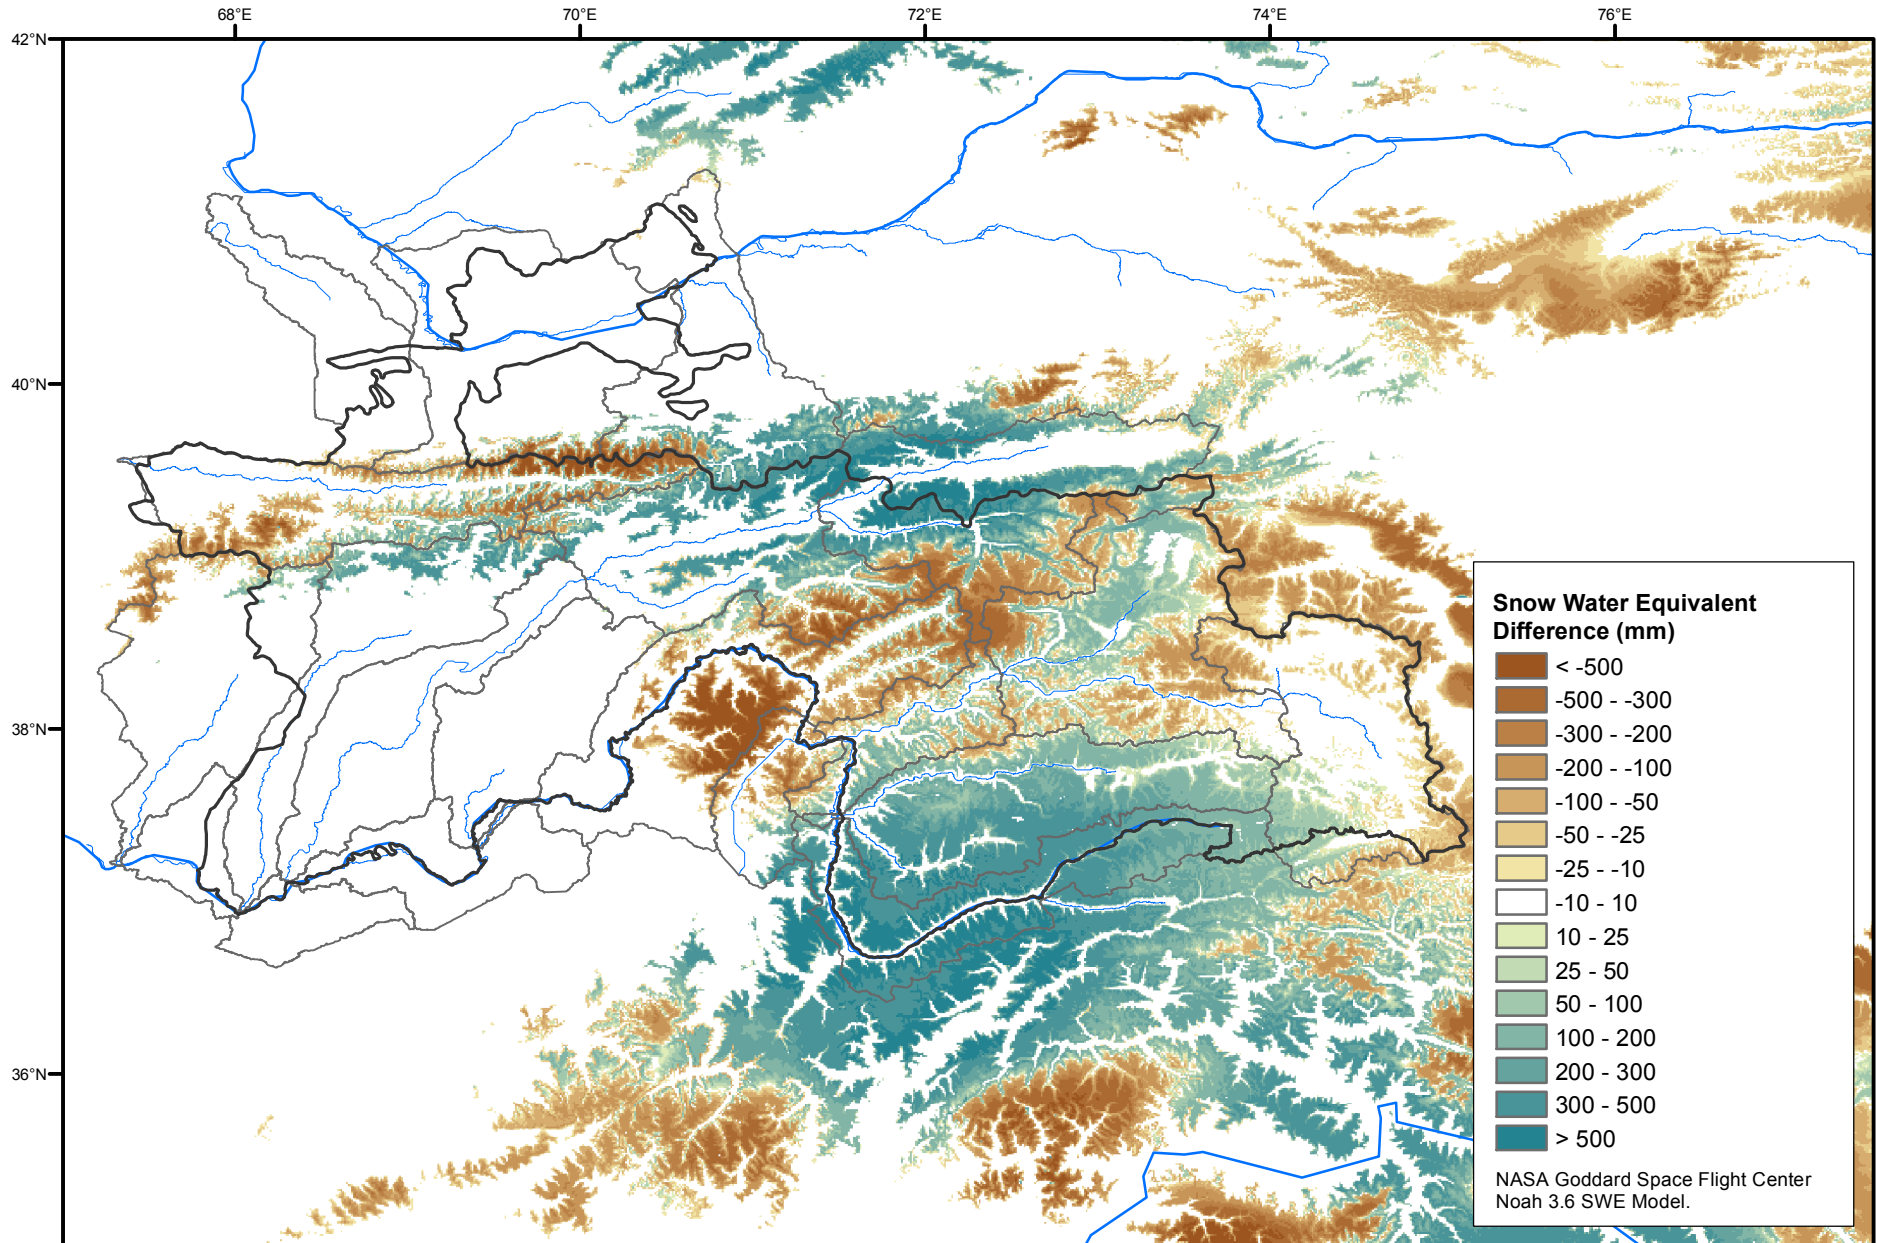 68°E
70°E
72°E
74°E
76°E
42°N
40°N
38°N
36°N
Snow Water Equivalent
Difference (mm)
< -500
-500 - -300
-300 - -200
-200 - -100
-100 - -50
-50 - -25
-25 - -10
-10 - 10
10 - 25
25 - 50
50 - 100
100 - 200
200 - 300
300 - 500
> 500
NASA Goddard Space Flight Center
Noah 3.6 SWE Model.